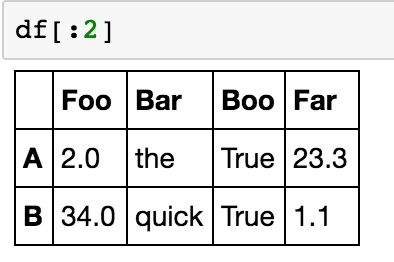 df[:2]
Foo Bar Boo Far
A 2.0 the True 23.3
B 34.0 quick True 1.1